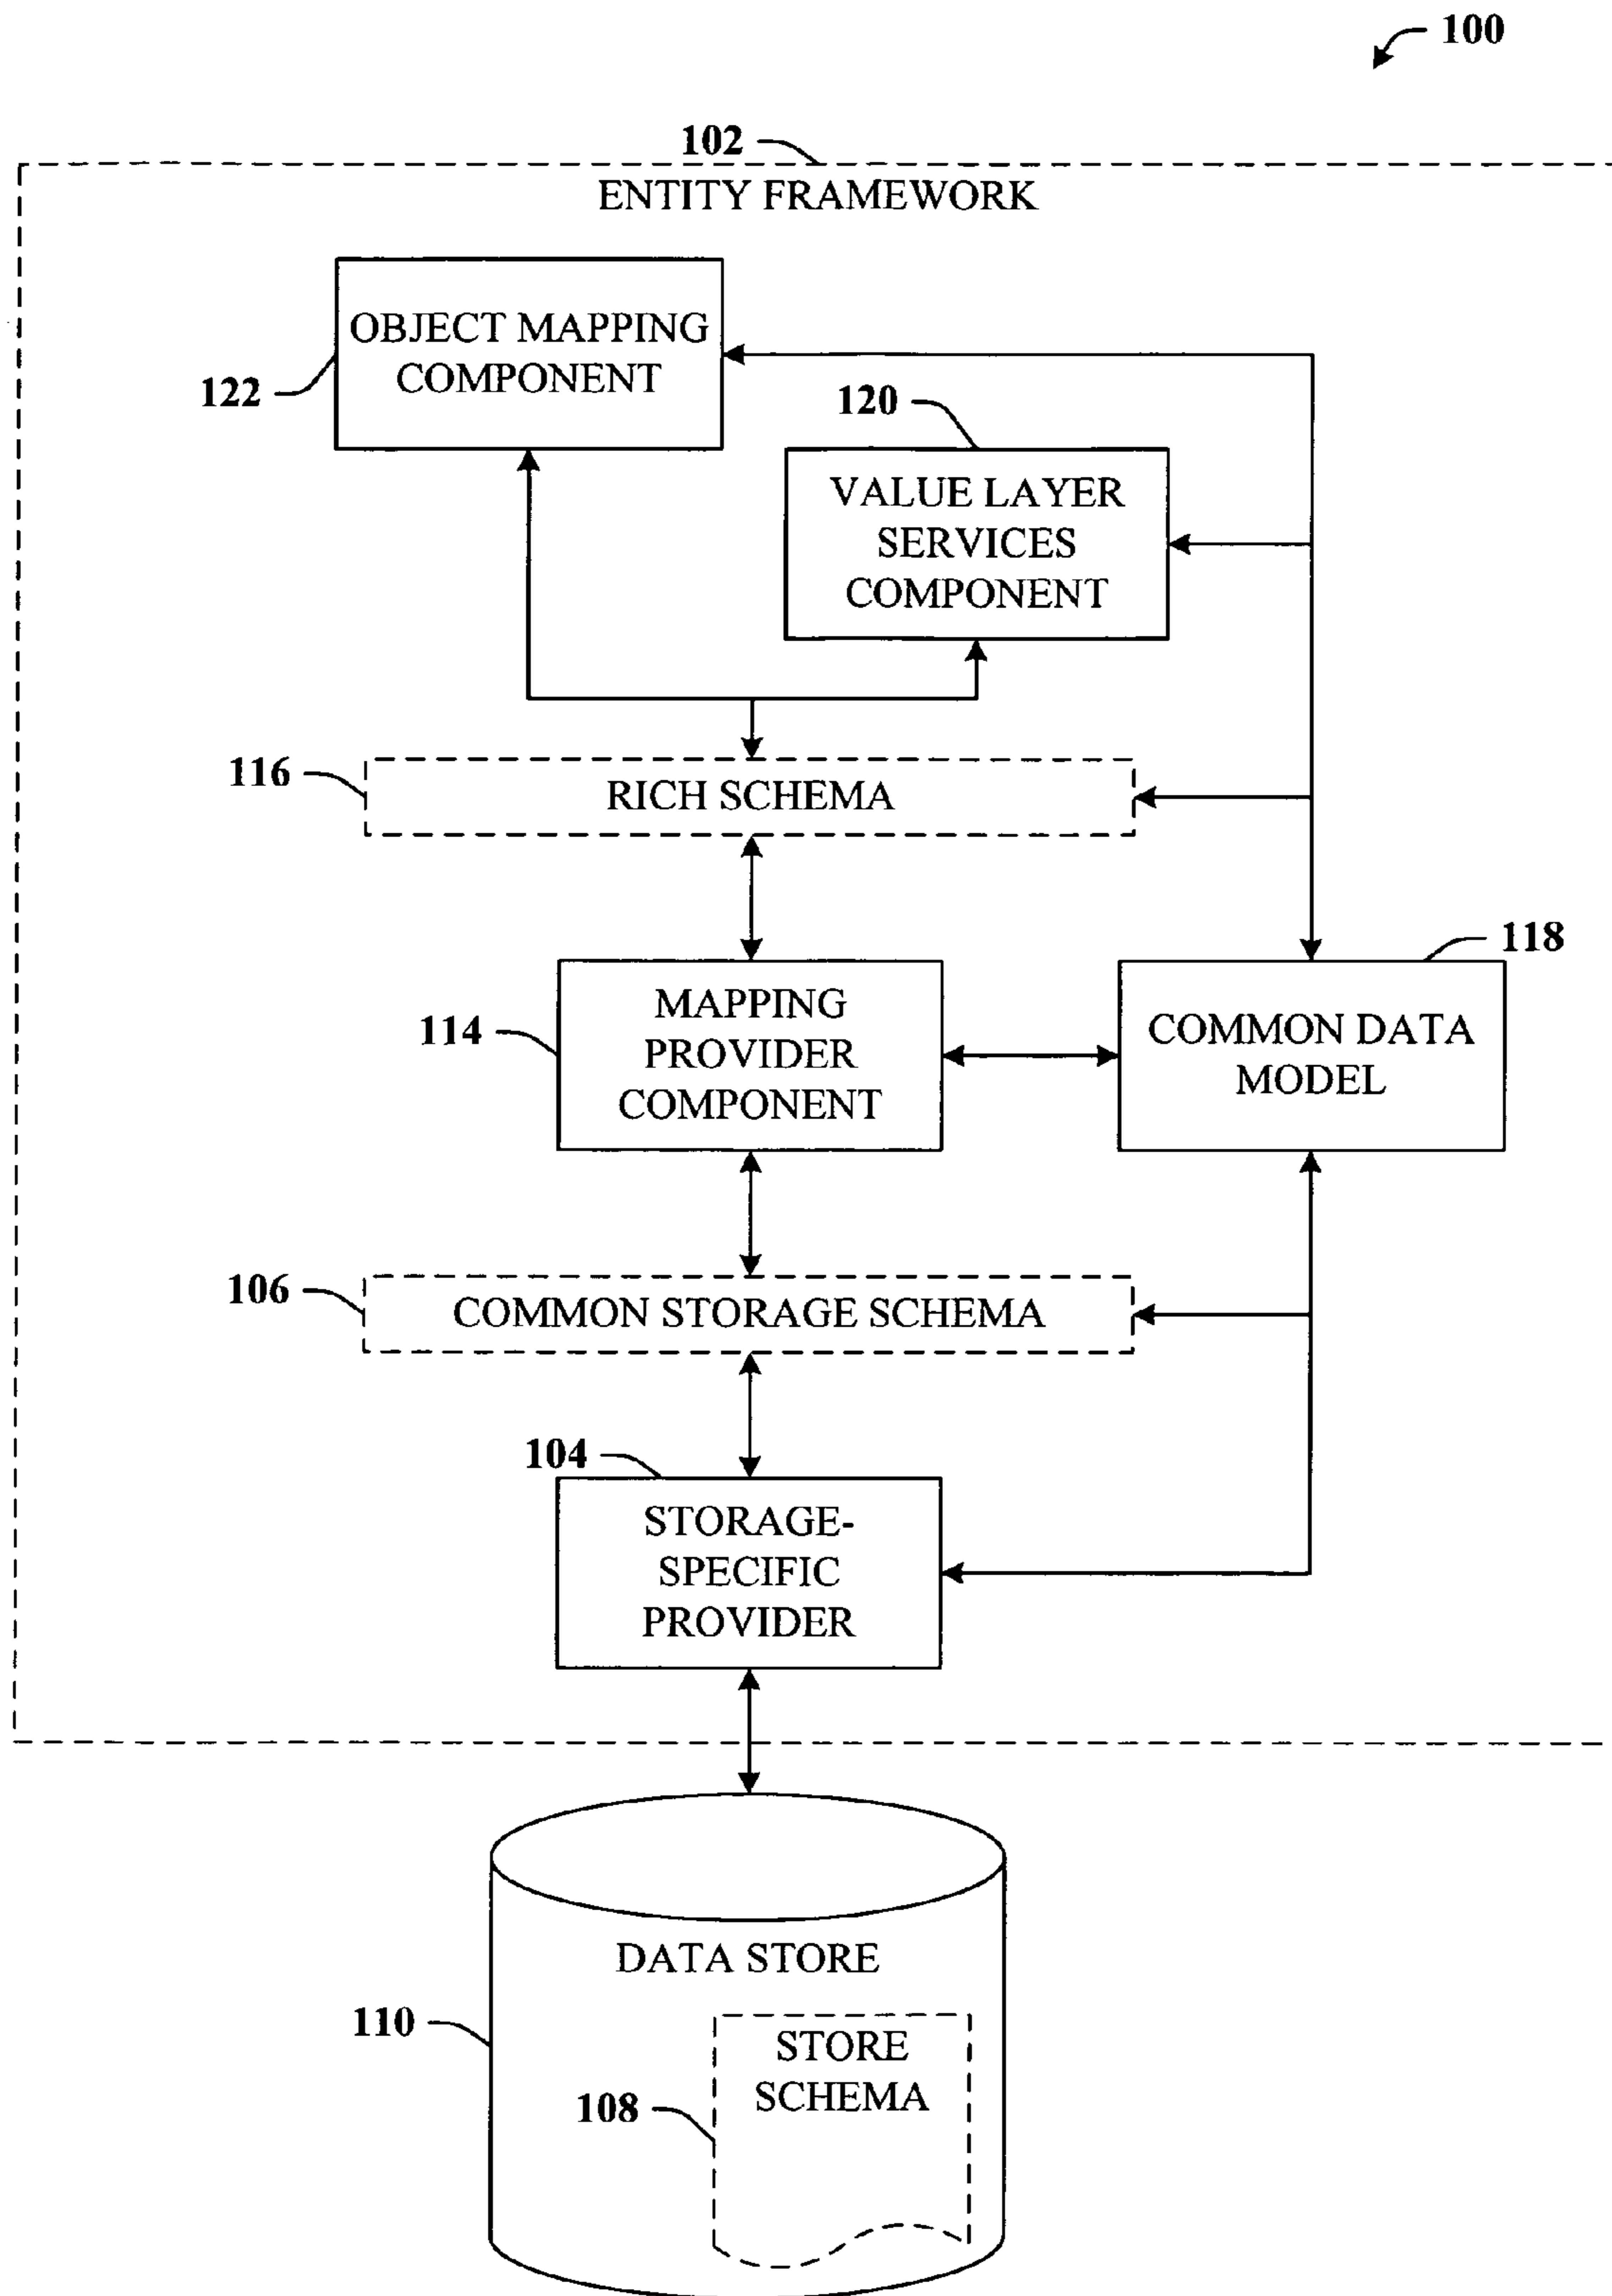 100
102
ENTITY FRAMEWORK
OBJECT MAPPING
COMPONENT
122
120
VALUE LAYER
SERVICES
COMPONENT
116
RICH SCHEMA
118
MAPPING
PROVIDER
COMPONENT
114
COMMON DATA
MODEL
106
COMMON STORAGE SCHEMA
104
STORAGE-
SPECIFIC
PROVIDER
DATA STORE
110
STORE
SCHEMA
108